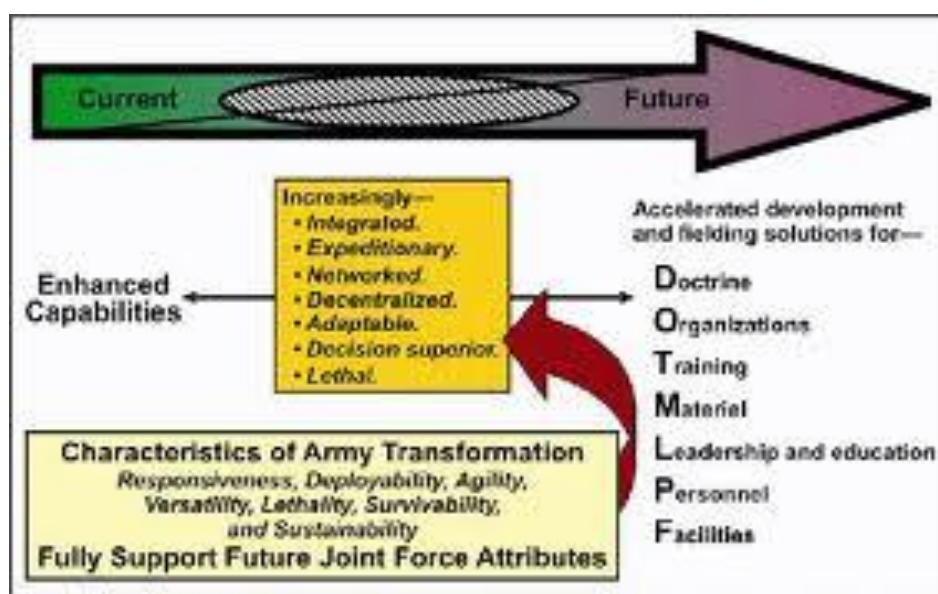 Current
Future
Increasingly—
• Integrated.
• Expeditionary.
• Networked.
• Decentralized.
• Adaptable.
• Decision superior.
• Lethal.
Enhanced
Capabilities
Accelerated development
and fielding solutions for—
Doctrine
Organizations
Training
Materiel
Leadership and education
Personnel
Facilities
Characteristics of Army Transformation
Responsiveness, Deployability, Agility,
Versatility, Lethality, Survivability,
and Sustainability
Fully Support Future Joint Force Attributes